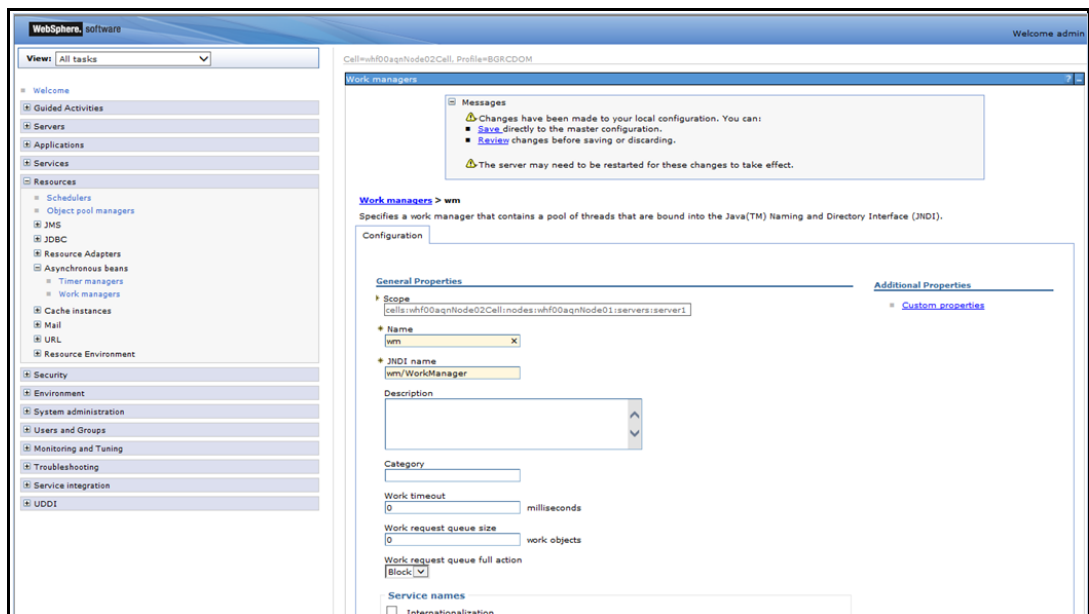 WebSphere. software
Welcome admin
View: All tasks
Cell=whf00aqnNode02Cell, Profile=BGRCDOM
Welcome
Guided Activities
Servers
Applications
Services
Resources
Schedulers
Object pool managers
JMS
JDBC
Resource Adapters
Asynchronous beans
Timer managers
Work managers
Cache instances
Mail
URL
Resource Environment
Security
Environment
System administration
Users and Groups
Monitoring and Tuning
Troubleshooting
Service integration
UDDI
Work managers
Messages
Changes have been made to your local configuration. You can:
Save directly to the master configuration.
Review changes before saving or discarding.
The server may need to be restarted for these changes to take effect.
Work managers > wm
Specifies a work manager that contains a pool of threads that are bound into the Java(TM) Naming and Directory Interface (JNDI).
Configuration
General Properties
Scope
cells:whf00aqnNode02Cell:nodes:whf00aqnNode01:servers:server1
Name
wm
JNDI name
wm/WorkManager
Description
Category
Work timeout
0 milliseconds
Work request queue size
0 work objects
Work request queue full action
Block
Service names
Internationalization
Additional Properties
Custom properties